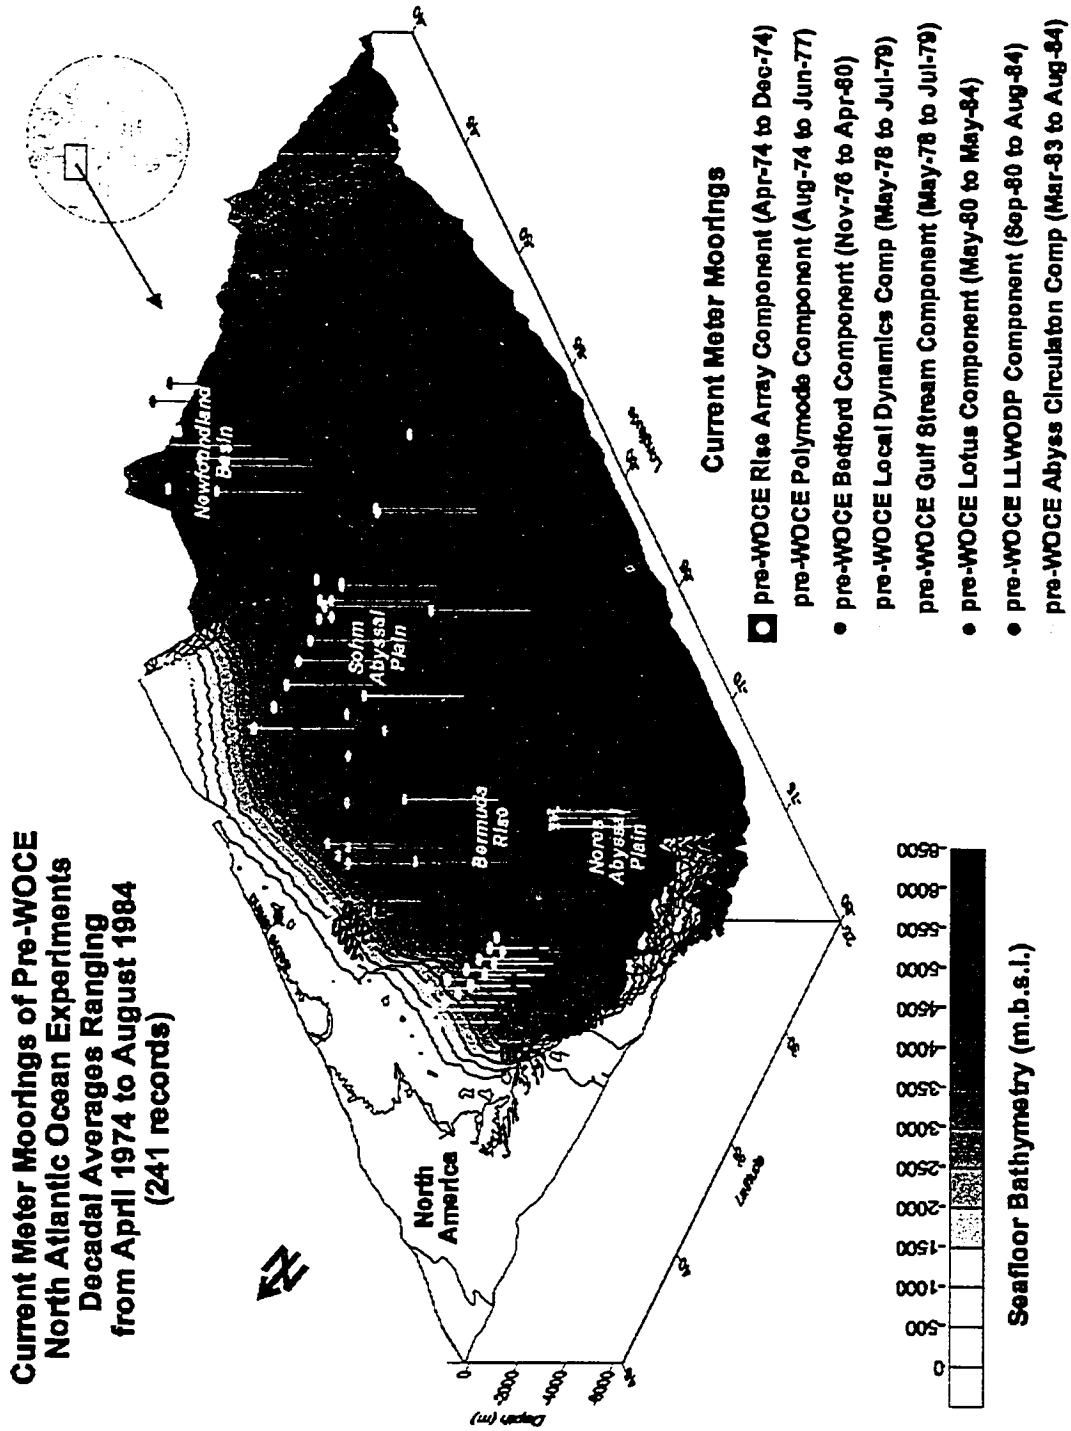 Current Meter Moorings of Pre-WOCE
North Atlantic Ocean Experiments
Decadal Averages Ranging
from April 1974 to August 1984
(241 records)
North
America
Newfoundland
Basin
Sohm
Abyssal
Plain
Bermuda
Rise
Nares
Abyssal
Plain
Depth (m)
0
-2000
-4000
-6000
Latitude
Longitude
-70
Current Meter Moorings
pre-WOCE Rise Array Component (Apr-74 to Dec-74)
pre-WOCE Polymode Component (Aug-74 to Jun-77)
pre-WOCE Bedford Component (Nov-76 to Apr-80)
pre-WOCE Local Dynamics Comp (May-78 to Jul-79)
pre-WOCE Gulf Stream Component (May-78 to Jul-79)
pre-WOCE Lotus Component (May-80 to May-84)
pre-WOCE LLWODP Component (Sep-80 to Aug-84)
pre-WOCE Abyss Circulaton Comp (Mar-83 to Aug-84)
0
-500
-1000
-1500
-2000
-2500
-3000
-3500
-4000
-4500
-5000
-5500
-6000
-6500
Seafloor Bathymetry (m.b.s.l.)